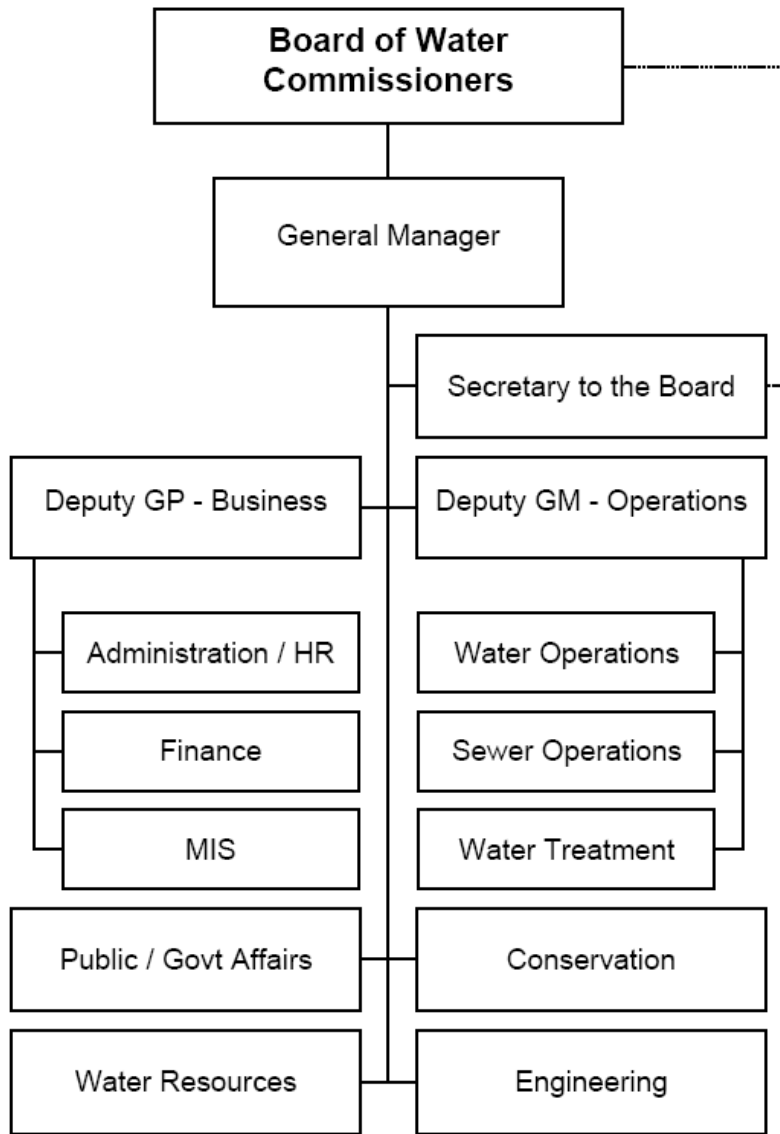 Board of Water
Commissioners
General Manager
Secretary to the Board
Deputy GP - Business
Deputy GM - Operations
Administration / HR
Water Operations
Finance
Sewer Operations
MIS
Water Treatment
Public / Govt Affairs
Conservation
Water Resources
Engineering